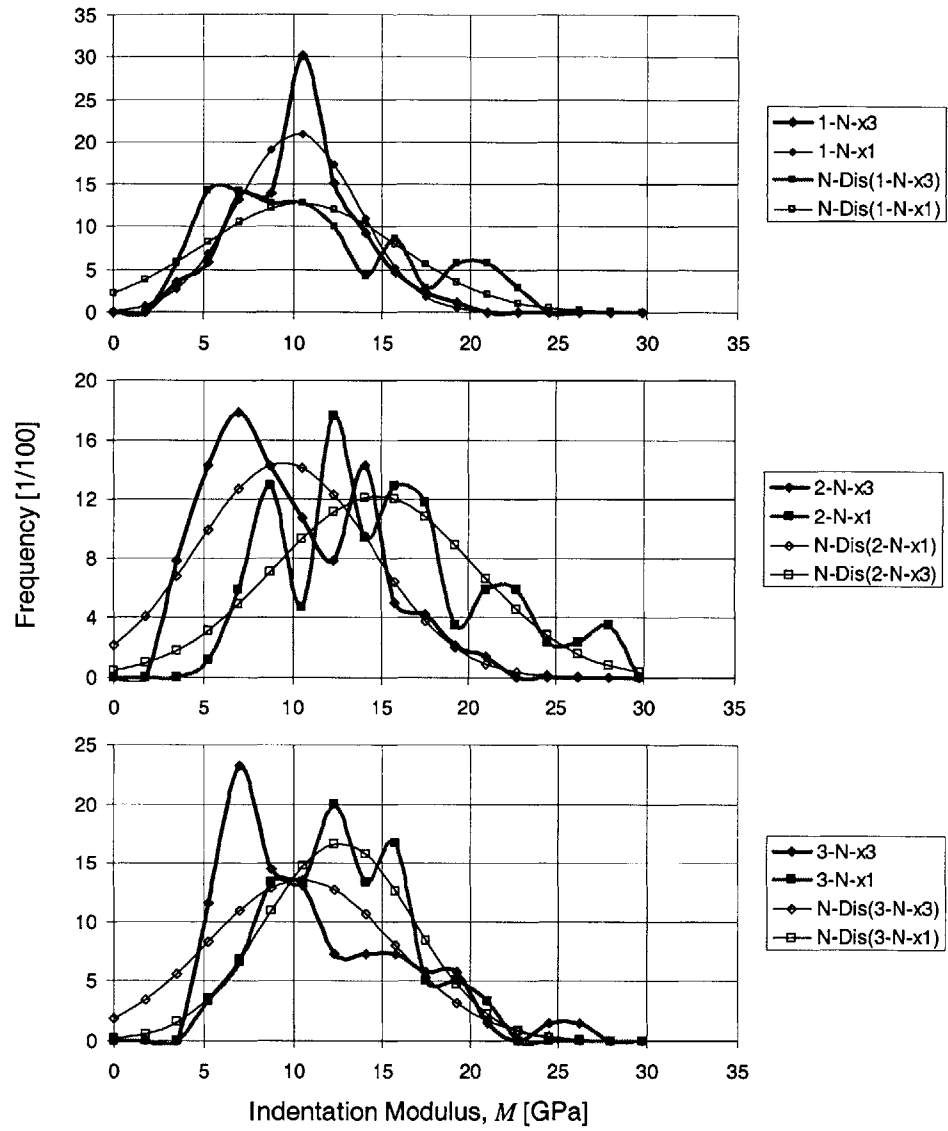 35
30
25
20
15
10
5
0
0 5 10 15 20 25 30 35
1-N-x3
1-N-x1
N-Dis(1-N-x3)
N-Dis(1-N-x1)
Frequency [1/100]
20
16
12
8
4
0
0 5 10 15 20 25 30 35
2-N-x3
2-N-x1
N-Dis(2-N-x1)
N-Dis(2-N-x3)
25
20
15
10
5
0
0 5 10 15 20 25 30 35
3-N-x3
3-N-x1
N-Dis(3-N-x3)
N-Dis(3-N-x1)
Indentation Modulus, M [GPa]